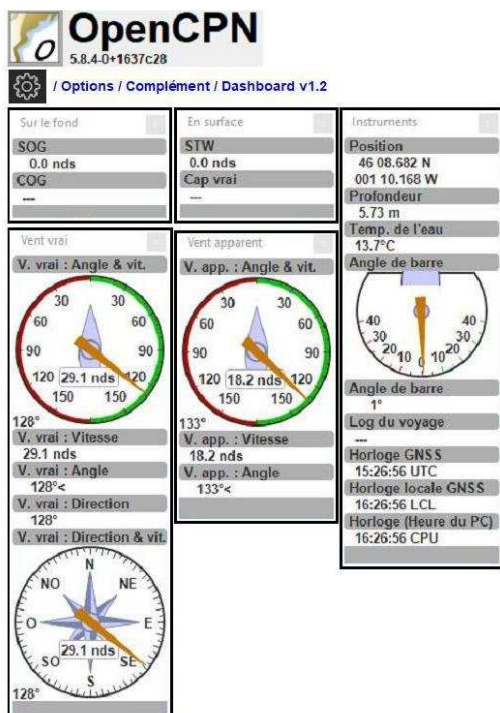 OpenCPN
5.8.4-0+1637c28
/ Options / Complément / Dashboard v1.2
Sur le fond
SOG
0.0 nds
COG
---
En surface
STW
0.0 nds
Cap vrai
---
Instruments
Position
46 08.682 N
001 10.168 W
Profondeur
5.73 m
Temp. de l'eau
13.7°C
Angle de barre
40 40
30 30
20 20
10 0 10
Angle de barre
1°
Log du voyage
---
Horloge GNSS
15:26:56 UTC
Horloge locale GNSS
16:26:56 LCL
Horloge (Heure du PC)
16:26:56 CPU
Vent vrai
V. vrai : Angle & vit.
30 30
60 60
90 90
120 29.1 nds 120
150 150
128°
V. vrai : Vitesse
29.1 nds
V. vrai : Angle
128°<
V. vrai : Direction
128°
V. vrai : Direction & vit.
N
NO NE
O E
29.1 nds
SO SE
S
128°
Vent apparent
V. app. : Angle & vit.
30 30
60 60
90 90
120 18.2 nds 120
150 150
133°
V. app. : Vitesse
18.2 nds
V. app. : Angle
133°<